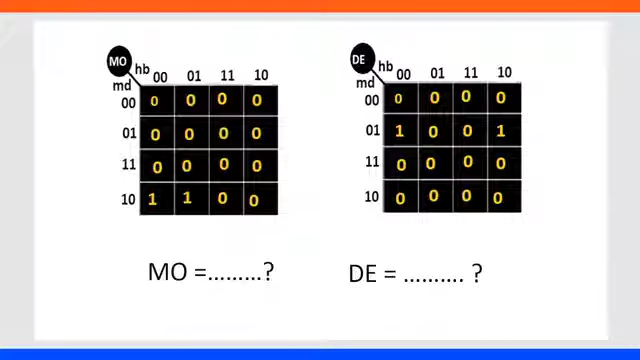 MO hb 00 01 11 10
md
00 0 0 0 0
01 0 0 0 0
11 0 0 0 0
10 1 1 0 0
MO =.........?
DE hb 00 01 11 10
md
00 0 0 0 0
01 1 0 0 1
11 0 0 0 0
10 0 0 0 0
DE = .......... ?